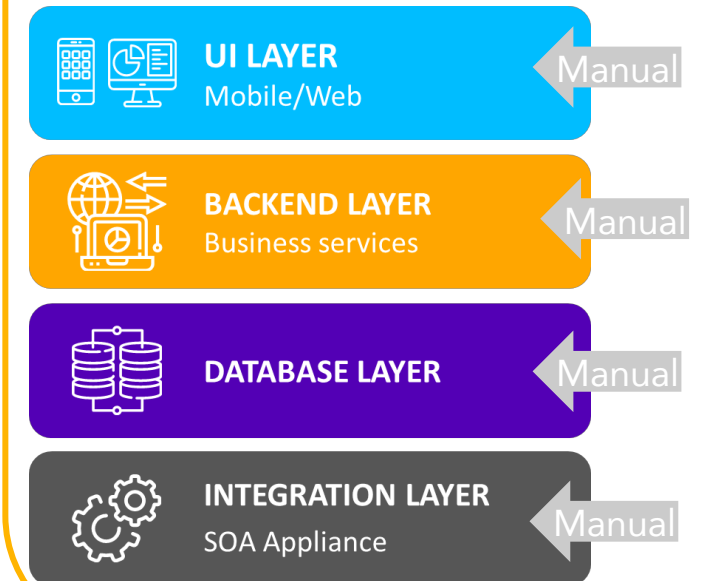 UI LAYER
Manual
Mobile/Web
BACKEND LAYER
Manual
Business services
DATABASE LAYER
Manual
INTEGRATION LAYER
Manual
SOA Appliance